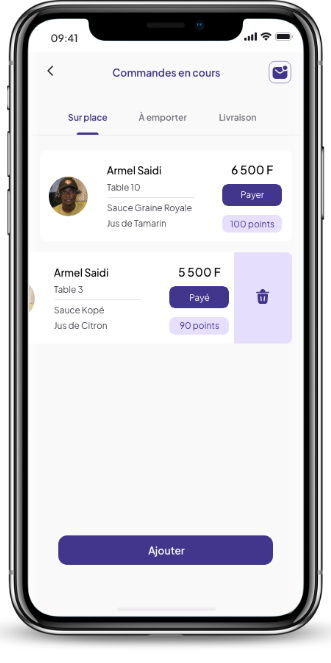 09:41
Commandes en cours
Sur place
À emporter
Livraison
Armel Saidi
6 500 F
Table 10
Payer
Sauce Graine Royale
Jus de Tamarin
100 points
Armel Saidi
5 500 F
Table 3
Payé
Sauce Kopé
Jus de Citron
90 points
Ajouter